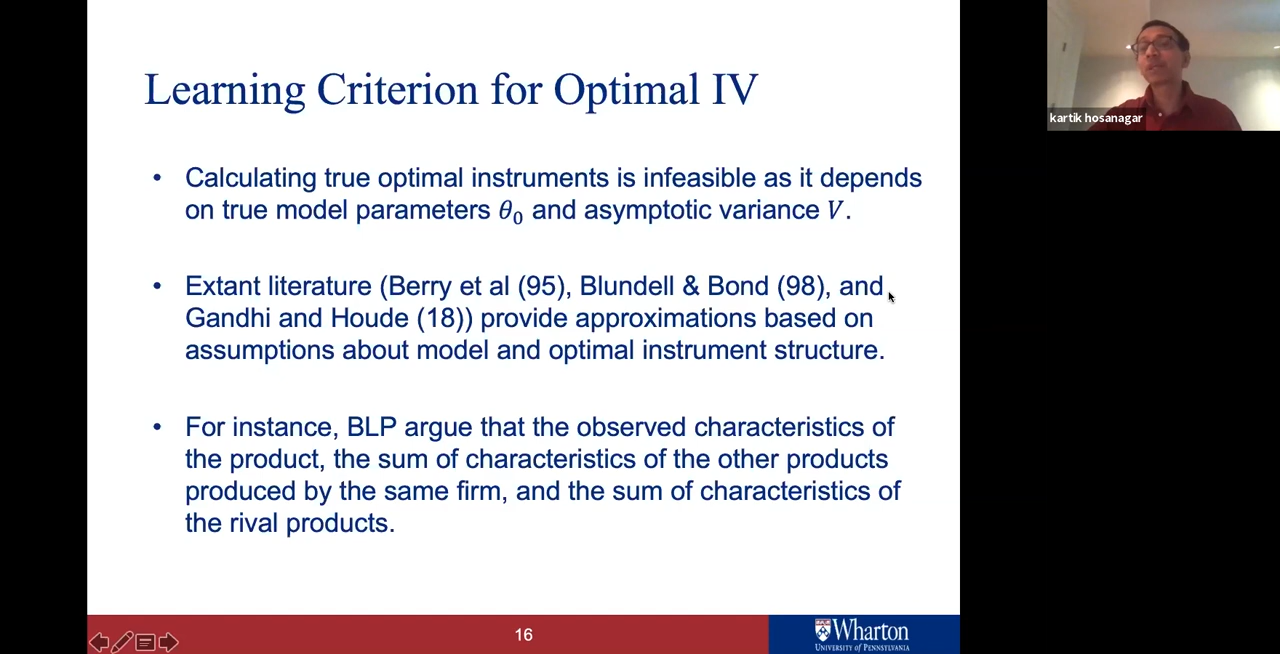 Learning Criterion for Optimal IV
kartik hosanagar
• Calculating true optimal instruments is infeasible as it depends
on true model parameters θ₀ and asymptotic variance V.
• Extant literature (Berry et al (95), Blundell & Bond (98), and
Gandhi and Houde (18)) provide approximations based on
assumptions about model and optimal instrument structure.
• For instance, BLP argue that the observed characteristics of
the product, the sum of characteristics of the other products
produced by the same firm, and the sum of characteristics of
the rival products.
16
Wharton
UNIVERSITY of PENNSYLVANIA